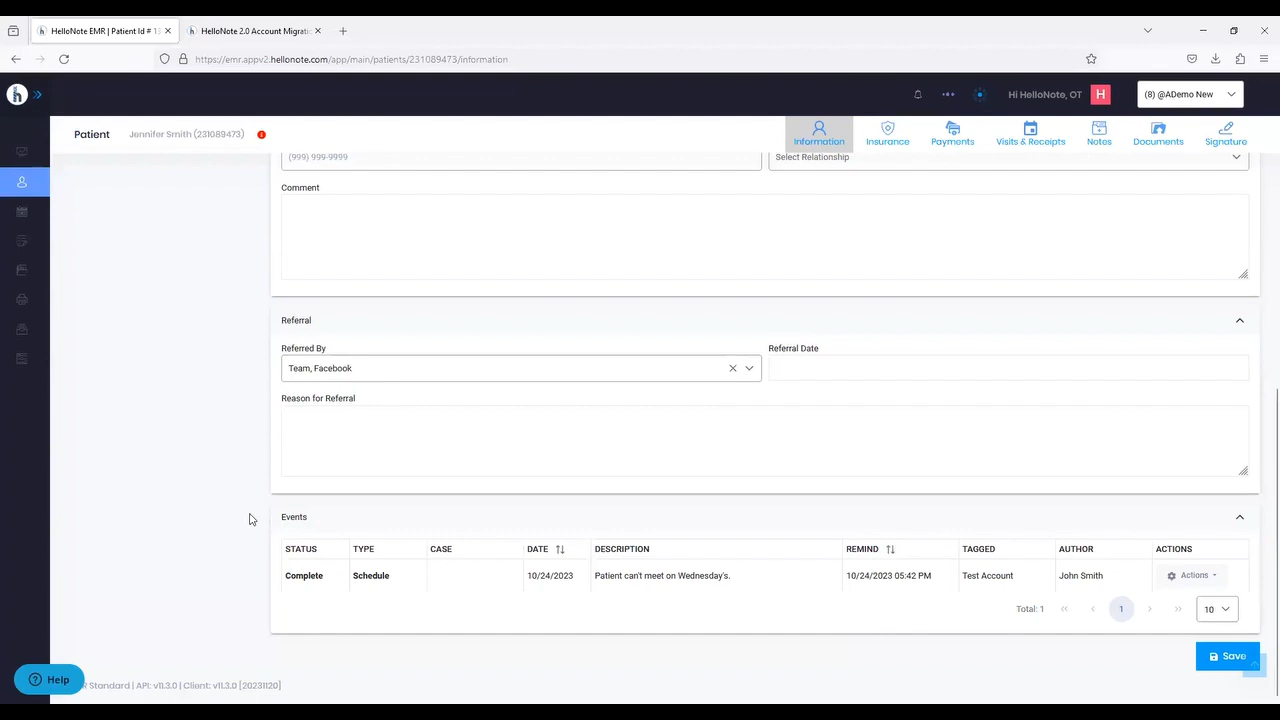 HelloNote EMR | Patient Id # 13
HelloNote 2.0 Account Migratio
https://emr.appv2.hellonote.com/app/main/patients/231089473/information
Hi HelloNote, OT
H
(8) @ADemo New
Patient
Jennifer Smith (231089473)
Information
Insurance
Payments
Visits & Receipts
Notes
Documents
Signature
(999) 999-9999
Select Relationship
Comment
Referral
Referred By
Referral Date
Team, Facebook
Reason for Referral
Events
STATUS TYPE CASE DATE DESCRIPTION REMIND TAGGED AUTHOR ACTIONS
Complete Schedule 10/24/2023 Patient can't meet on Wednesday's. 10/24/2023 05:42 PM Test Account John Smith Actions
Total: 1 1 10
Save
Help
R Standard | API: v11.3.0 | Client: v11.3.0 [20231120]